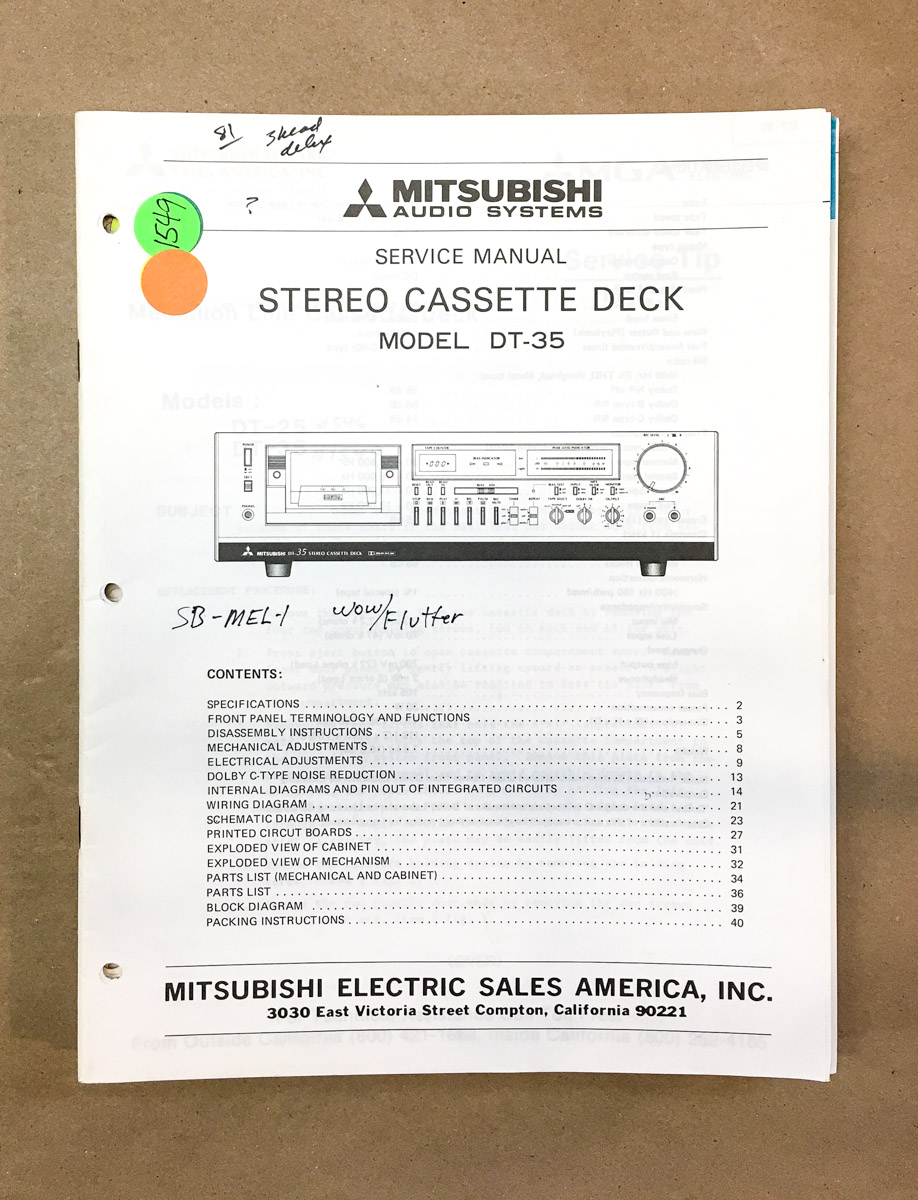 81 3 head
delux
1549
?
MITSUBISHI
AUDIO SYSTEMS
SERVICE MANUAL
STEREO CASSETTE DECK
MODEL DT-35
MITSUBISHI DT-35 STEREO CASSETTE DECK
SB-MEL-1 WOW/Flutter
CONTENTS:
SPECIFICATIONS 2
FRONT PANEL TERMINOLOGY AND FUNCTIONS 3
DISASSEMBLY INSTRUCTIONS 5
MECHANICAL ADJUSTMENTS 8
ELECTRICAL ADJUSTMENTS 9
DOLBY C-TYPE NOISE REDUCTION 13
INTERNAL DIAGRAMS AND PIN OUT OF INTEGRATED CIRCUITS 14
WIRING DIAGRAM 21
SCHEMATIC DIAGRAM 23
PRINTED CIRCUT BOARDS 27
EXPLODED VIEW OF CABINET 31
EXPLODED VIEW OF MECHANISM 32
PARTS LIST (MECHANICAL AND CABINET) 34
PARTS LIST 36
BLOCK DIAGRAM 39
PACKING INSTRUCTIONS 40
MITSUBISHI ELECTRIC SALES AMERICA, INC.
3030 East Victoria Street Compton, California 90221